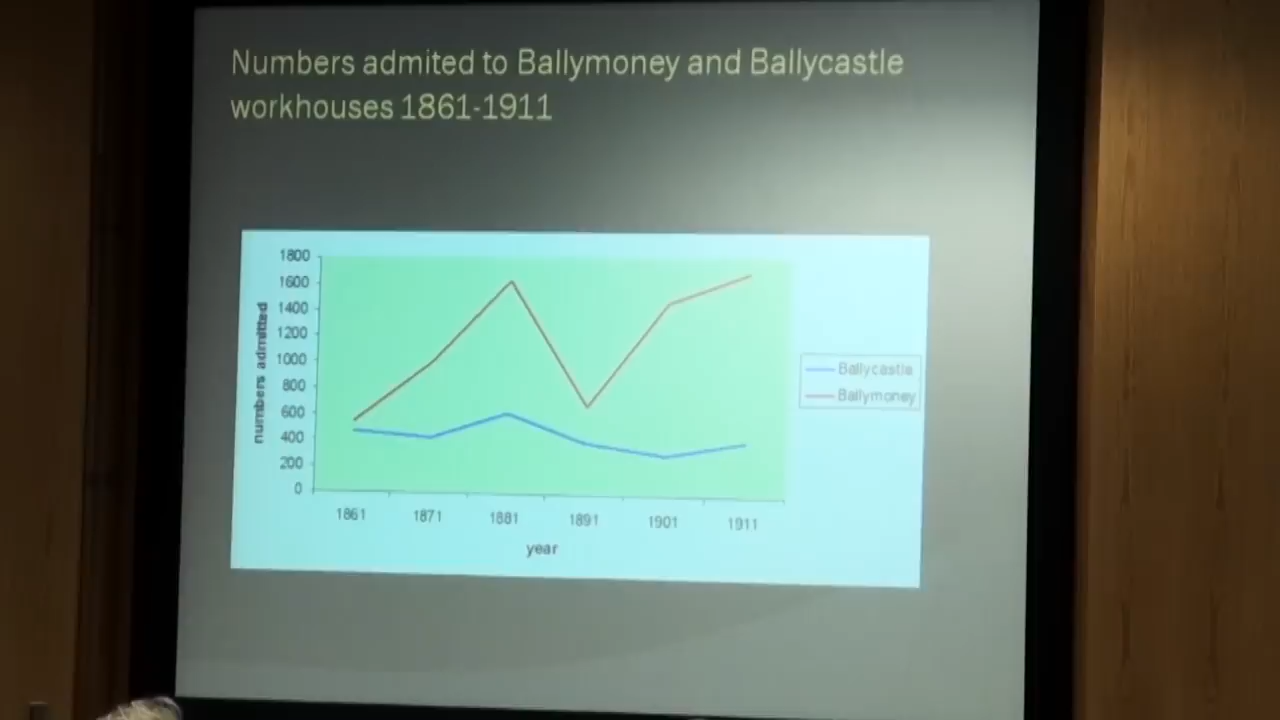 Numbers admited to Ballymoney and Ballycastle
workhouses 1861-1911
1800
1600
1400
1200
1000
800
600
400
200
0
numbers admitted
1861 1871 1881 1891 1901 1911
year
Ballycastle
Ballymoney